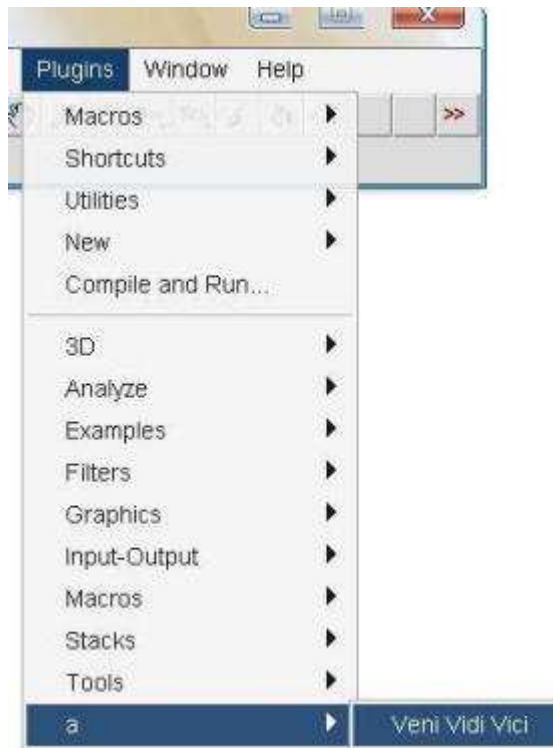 Plugins Window Help
Macros
>>
Shortcuts
Utilities
New
Compile and Run...
3D
Analyze
Examples
Filters
Graphics
Input-Output
Macros
Stacks
Tools
a
Veni Vidi Vici